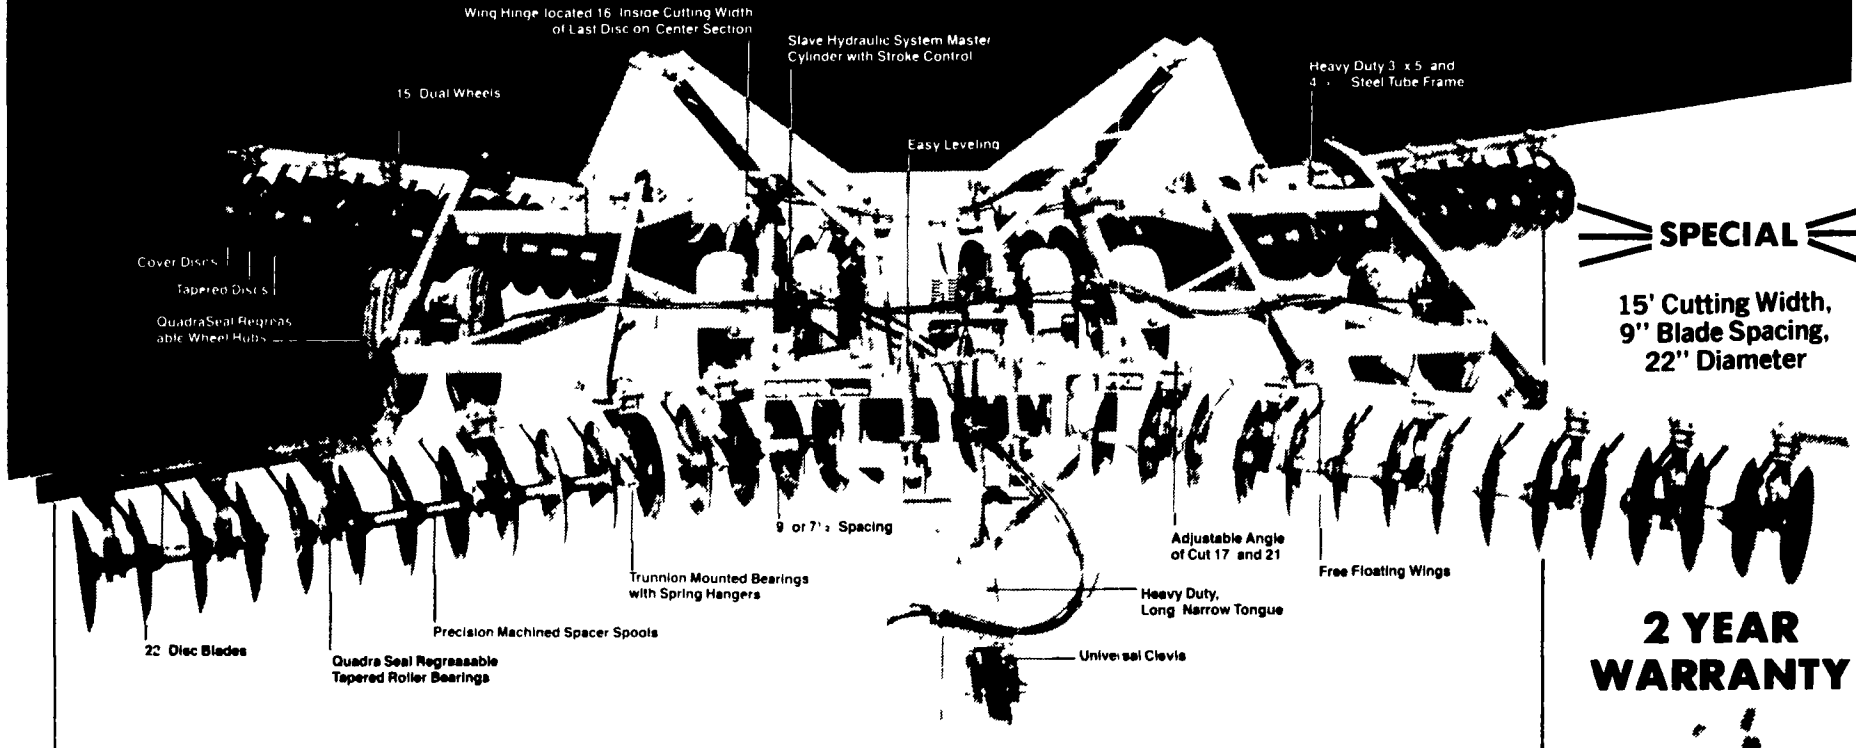 Wing Hinge located 16 Inside Cutting Width
of Last Disc on Center Section
Slave Hydraulic System Master
Cylinder with Stroke Control
Heavy Duty 3 x 5 and
4 Steel Tube Frame
15 Dual Wheels
Easy Leveling
Cover Discs
Tapered Discs
QuadraSeal Regreas
able Wheel Hubs
SPECIAL
15' Cutting Width,
9" Blade Spacing,
22" Diameter
9 or 7½ Spacing
Adjustable Angle
of Cut 17 and 21
Free Floating Wings
Trunnion Mounted Bearings
with Spring Hangers
Heavy Duty,
Long Narrow Tongue
Precision Machined Spacer Spools
22 Disc Blades
Quadra Seal Regreasable
Tapered Roller Bearings
Universal Clevis
2 YEAR
WARRANTY